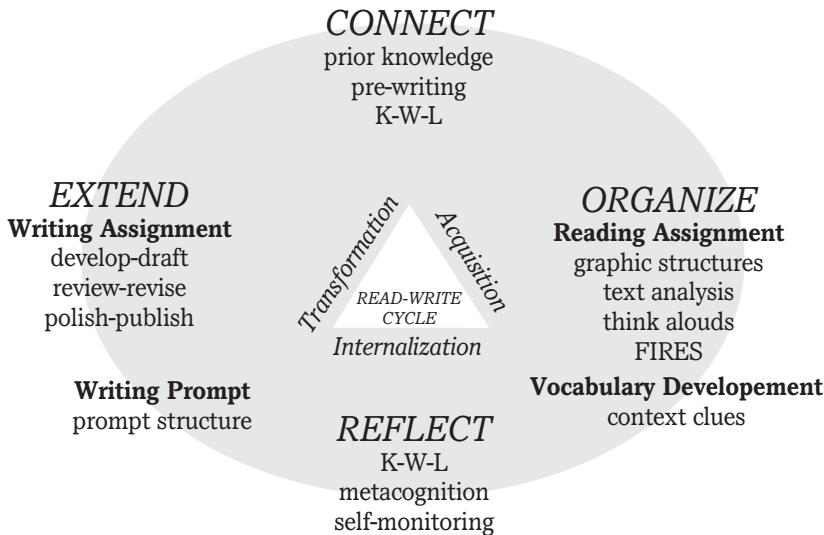 CONNECT
prior knowledge
pre-writing
K-W-L
EXTEND
Writing Assignment
develop-draft
review-revise
polish-publish
Writing Prompt
prompt structure
Transformation
Acquisition
READ-WRITE
CYCLE
Internalization
ORGANIZE
Reading Assignment
graphic structures
text analysis
think alouds
FIRES
Vocabulary Developement
context clues
REFLECT
K-W-L
metacognition
self-monitoring